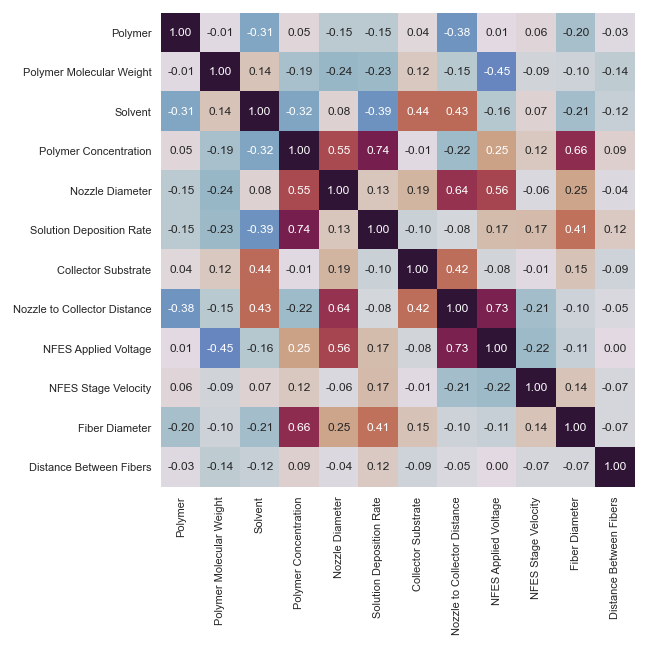 Polymer 1.00 -0.01 -0.31 0.05 -0.15 -0.15 0.04 -0.38 0.01 0.06 -0.20 -0.03
Polymer Molecular Weight -0.01 1.00 0.14 -0.19 -0.24 -0.23 0.12 -0.15 -0.45 -0.09 -0.10 -0.14
Solvent -0.31 0.14 1.00 -0.32 0.08 -0.39 0.44 0.43 -0.16 0.07 -0.21 -0.12
Polymer Concentration 0.05 -0.19 -0.32 1.00 0.55 0.74 -0.01 -0.22 0.25 0.12 0.66 0.09
Nozzle Diameter -0.15 -0.24 0.08 0.55 1.00 0.13 0.19 0.64 0.56 -0.06 0.25 -0.04
Solution Deposition Rate -0.15 -0.23 -0.39 0.74 0.13 1.00 -0.10 -0.08 0.17 0.17 0.41 0.12
Collector Substrate 0.04 0.12 0.44 -0.01 0.19 -0.10 1.00 0.42 -0.08 -0.01 0.15 -0.09
Nozzle to Collector Distance -0.38 -0.15 0.43 -0.22 0.64 -0.08 0.42 1.00 0.73 -0.21 -0.10 -0.05
NFES Applied Voltage 0.01 -0.45 -0.16 0.25 0.56 0.17 -0.08 0.73 1.00 -0.22 -0.11 0.00
NFES Stage Velocity 0.06 -0.09 0.07 0.12 -0.06 0.17 -0.01 -0.21 -0.22 1.00 0.14 -0.07
Fiber Diameter -0.20 -0.10 -0.21 0.66 0.25 0.41 0.15 -0.10 -0.11 0.14 1.00 -0.07
Distance Between Fibers -0.03 -0.14 -0.12 0.09 -0.04 0.12 -0.09 -0.05 0.00 -0.07 -0.07 1.00
Polymer
Polymer Molecular Weight
Solvent
Polymer Concentration
Nozzle Diameter
Solution Deposition Rate
Collector Substrate
Nozzle to Collector Distance
NFES Applied Voltage
NFES Stage Velocity
Fiber Diameter
Distance Between Fibers